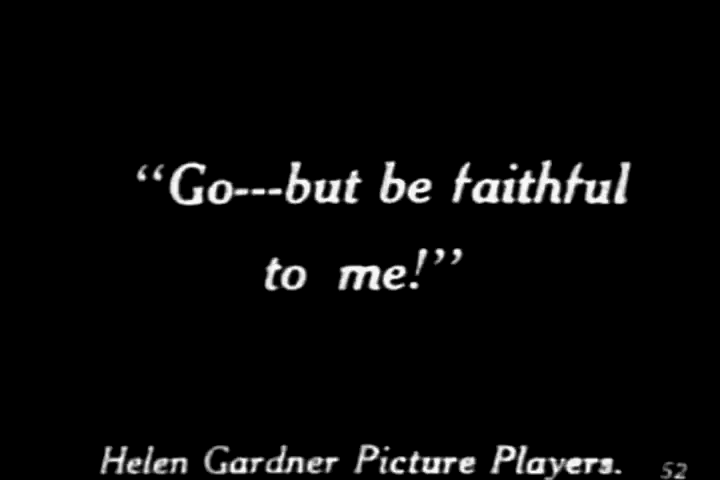 “Go---but be faithful
to me!”
Helen Gardner Picture Players. 52